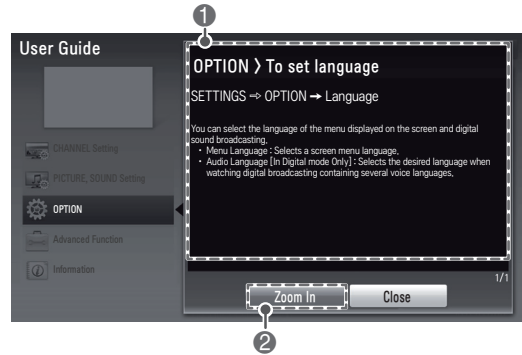 1
User Guide
OPTION > To set language
SETTINGS ⇨ OPTION ➙ Language
You can select the language of the menu displayed on the screen and digital
sound broadcasting.
• Menu Language : Selects a screen menu language.
• Audio Language [In Digital mode Only] : Selects the desired language when
watching digital broadcasting containing several voice languages.
CHANNEL Setting
PICTURE, SOUND Setting
OPTION
Advanced Function
Information
1/1
Zoom In
Close
2